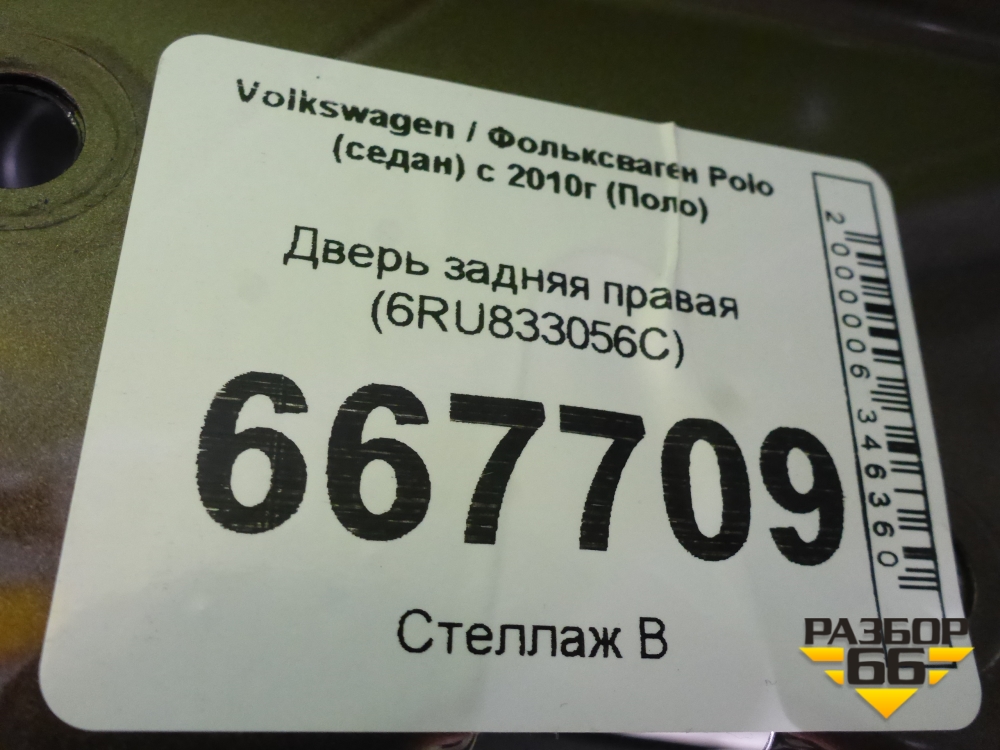 Volkswagen / Фольксваген Polo
(седан) с 2010г (Поло)
Дверь задняя правая
(6RU833056C)
667709
Стеллаж В
2000006346360
РАЗБОР
66